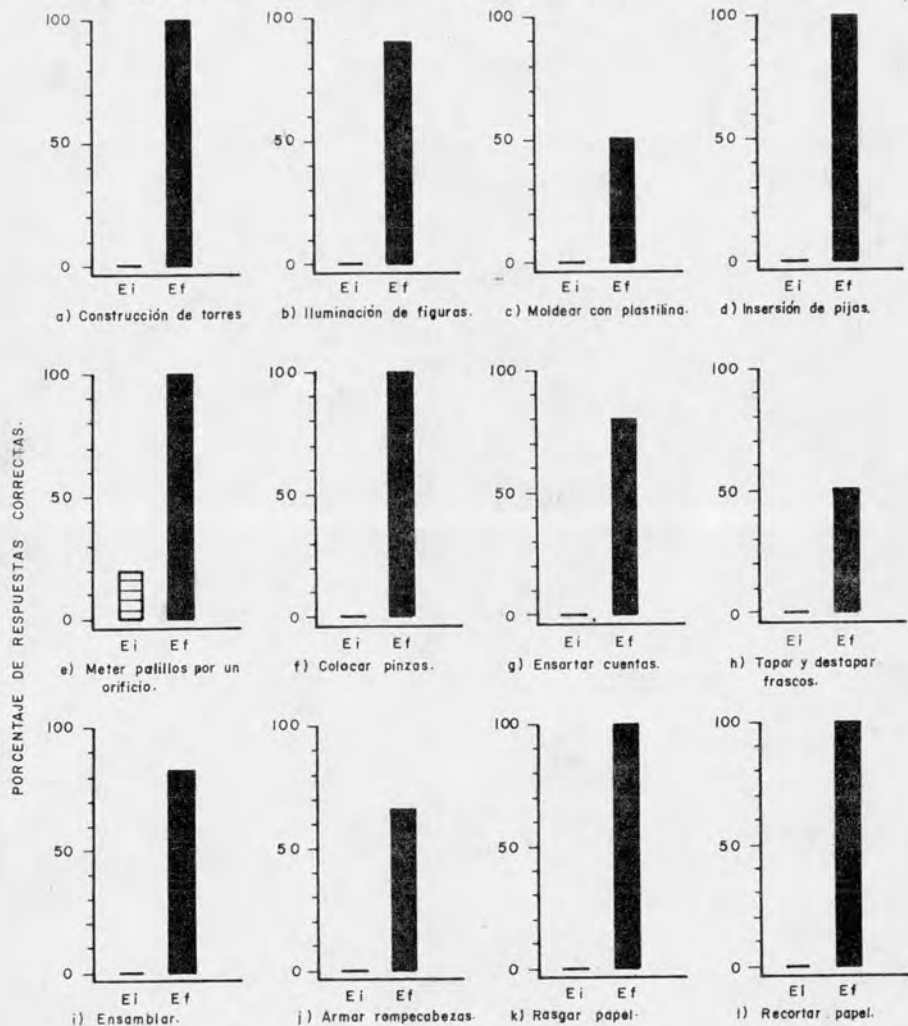 PORCENTAJE DE RESPUESTAS CORRECTAS.
100
50
0
Ei Ef
a) Construcción de torres
100
50
0
Ei Ef
b) Iluminación de figuras.
100
50
0
Ei Ef
c) Moldear con plastilina.
100
50
0
Ei Ef
d) Insersión de pijas.
100
50
0
Ei Ef
e) Meter palillos por un
orificio.
100
50
0
Ei Ef
f) Colocar pinzas.
100
50
0
Ei Ef
g) Ensartar cuentas.
100
50
0
Ei Ef
h) Tapar y destapar
frascos.
100
50
0
Ei Ef
i) Ensamblar.
100
50
0
Ei Ef
j) Armar rompecabezas.
100
50
0
Ei Ef
k) Rasgar papel.
100
50
0
Ei Ef
l) Recortar papel.